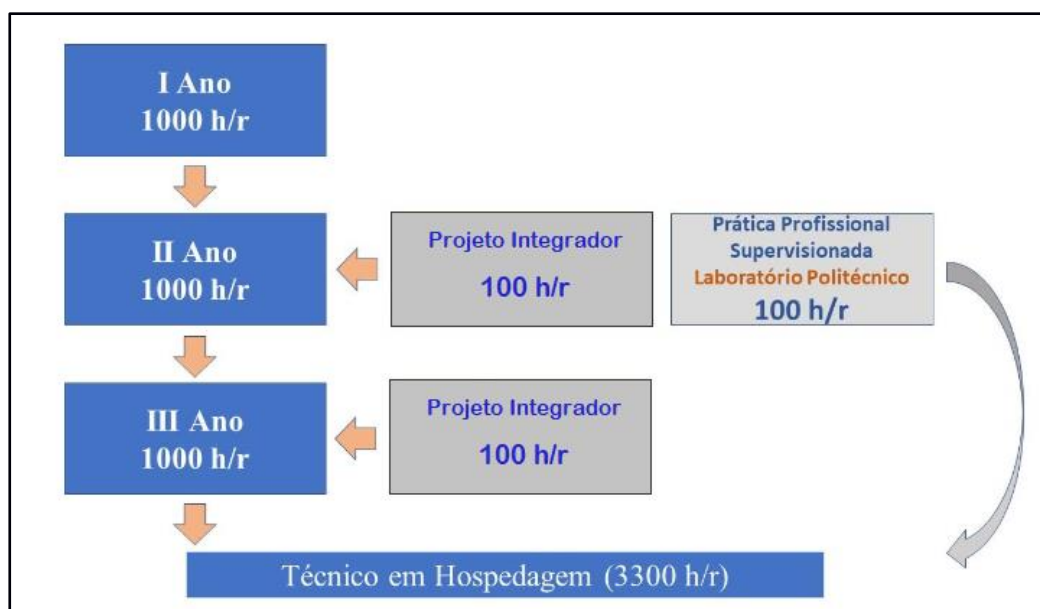 I Ano
1000 h/r
II Ano
1000 h/r
Projeto Integrador
100 h/r
Prática Profissional
Supervisionada
Laboratório Politécnico
100 h/r
III Ano
1000 h/r
Projeto Integrador
100 h/r
Técnico em Hospedagem (3300 h/r)